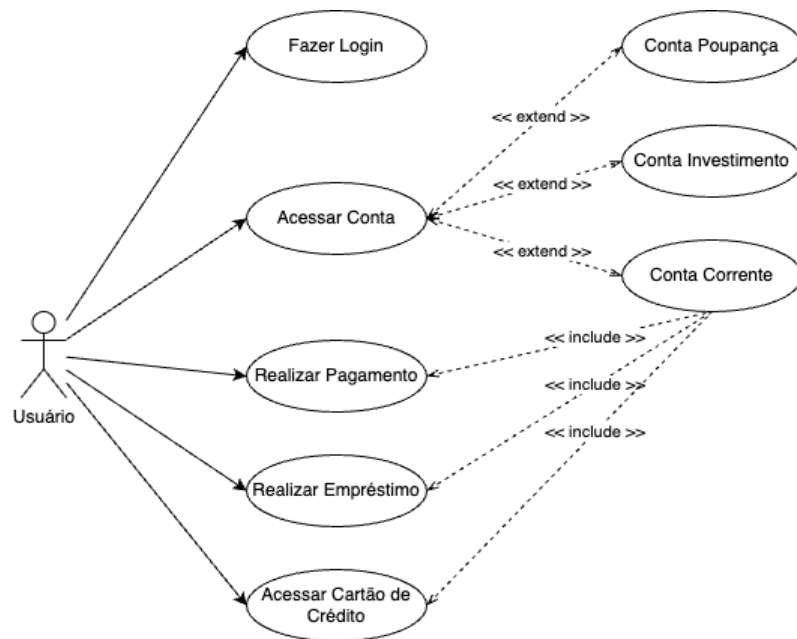 Fazer Login
Conta Poupança
<< extend >>
Conta Investimento
<< extend >>
Acessar Conta
<< extend >>
Conta Corrente
<< include >>
Realizar Pagamento
<< include >>
Usuário
<< include >>
Realizar Empréstimo
Acessar Cartão de
Crédito